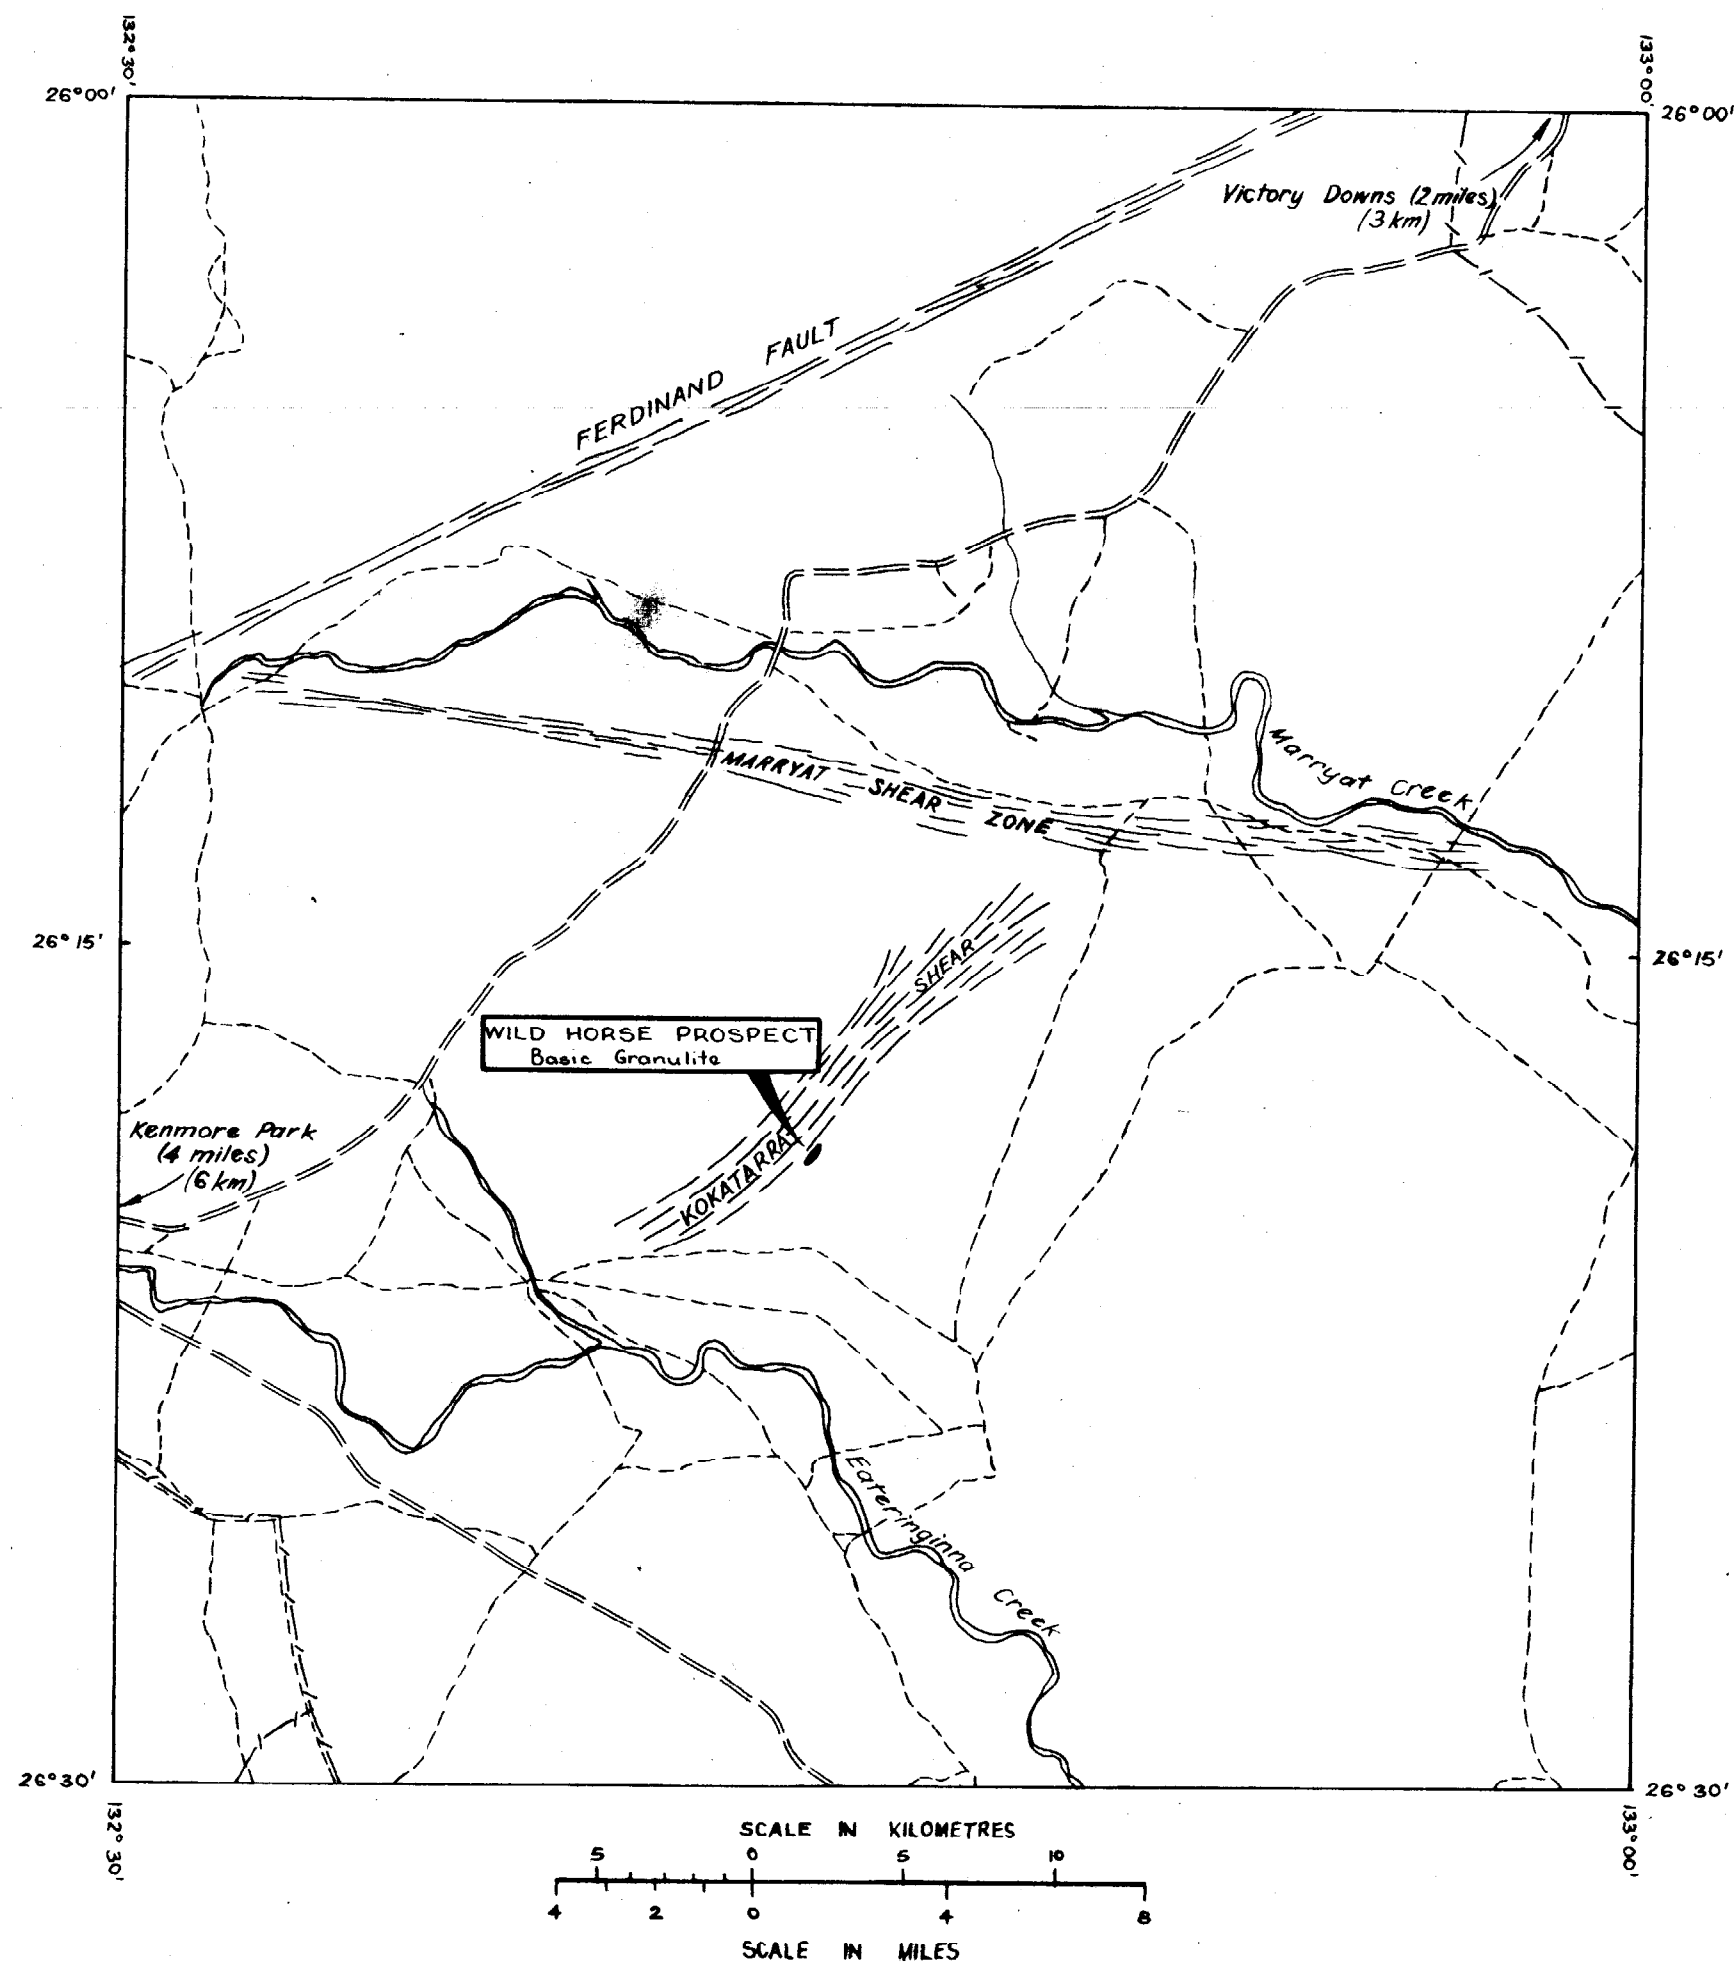 132°30'
133°00'
26°00'
26°00'
Victory Downs (2 miles)
(3 km)
FERDINAND FAULT
Marryat Creek
MARRYAT SHEAR ZONE
26°15'
26°15'
SHEAR
WILD HORSE PROSPECT
Basic Granulite
Kenmore Park
(4 miles)
(6 km)
KOKATARRA
Eateringinna Creek
26°30'
26°30'
132°30'
133°00'
SCALE IN KILOMETRES
5 0 5 10
4 2 0 4 8
SCALE IN MILES